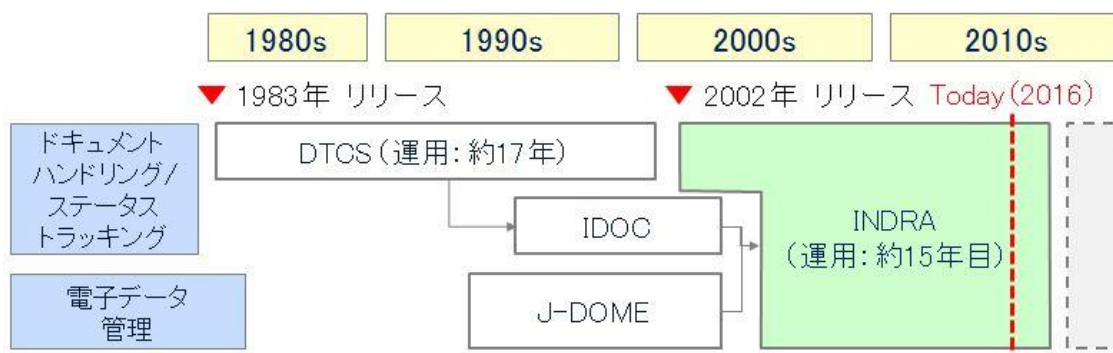 1980s
1990s
2000s
2010s
▼ 1983年 リリース
▼ 2002年 リリース
Today(2016)
ドキュメント
ハンドリング/
ステータス
トラッキング
DTCS(運用:約17年)
IDOC
INDRA
(運用:約15年目)
電子データ
管理
J-DOME